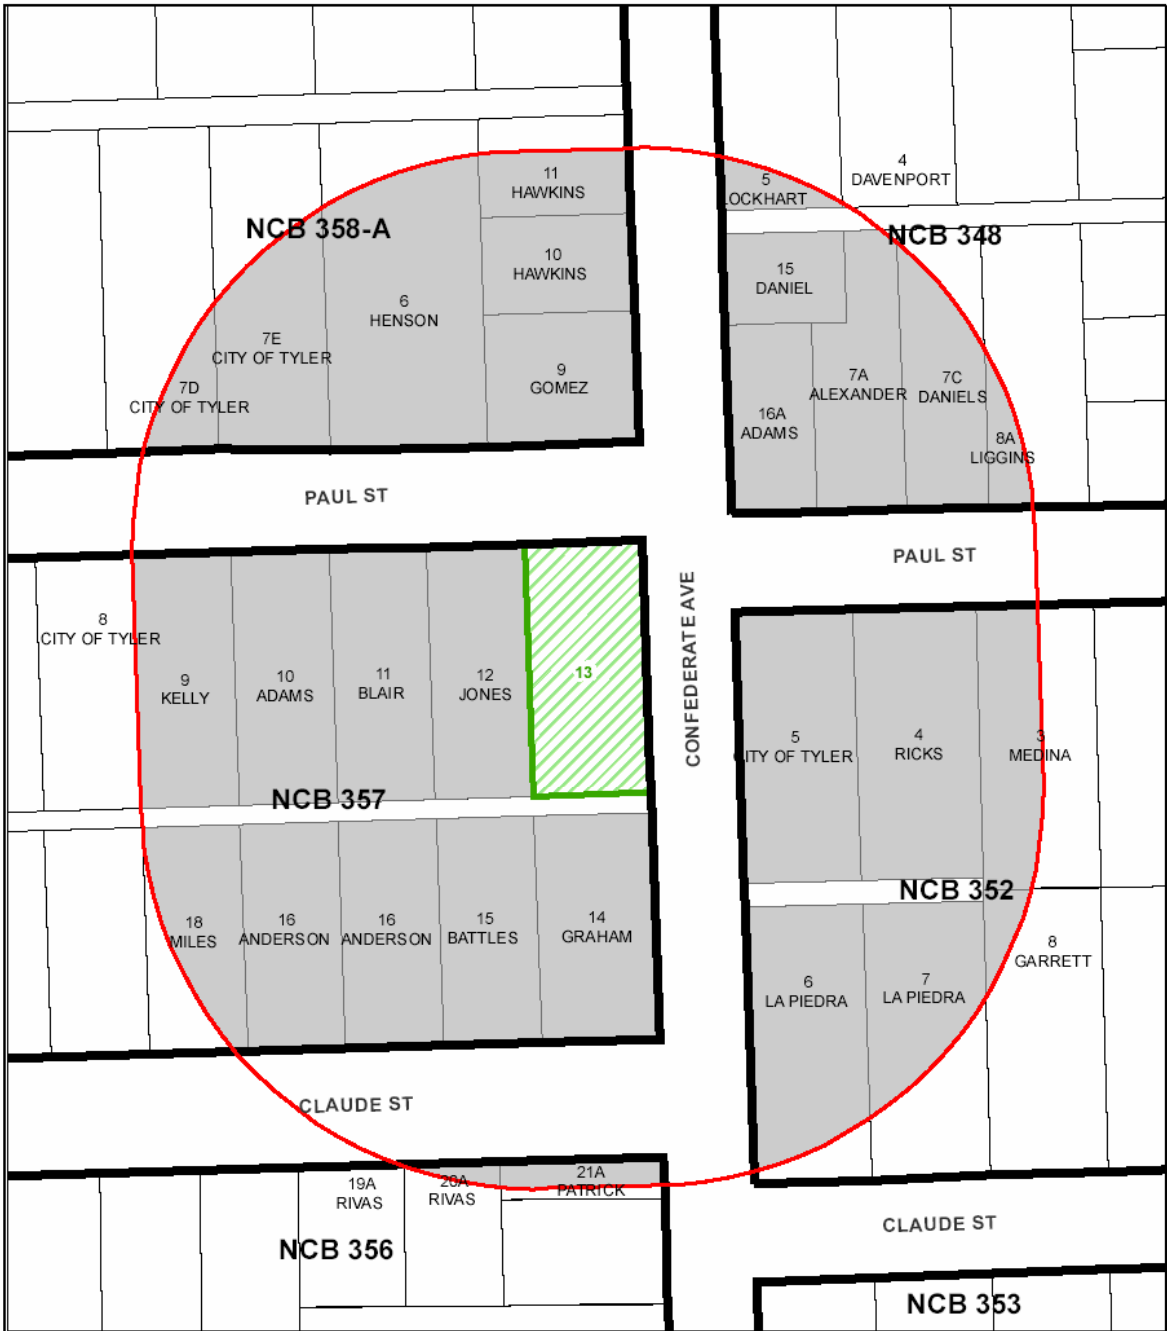 11
HAWKINS
4
DAVENPORT
5
OCKHART
NCB 358-A
NCB 348
10
HAWKINS
15
DANIEL
6
HENSON
7E
CITY OF TYLER
9
GOMEZ
7D
CITY OF TYLER
7A
ALEXANDER
7C
DANIELS
16A
ADAMS
8A
LIGGINS
PAUL ST
PAUL ST
CONFEDERATE AVE
8
CITY OF TYLER
9
KELLY
10
ADAMS
11
BLAIR
12
JONES
13
5
ITY OF TYLER
4
RICKS
3
MEDINA
NCB 357
NCB 352
18
MILES
16
ANDERSON
16
ANDERSON
15
BATTLES
14
GRAHAM
8
GARRETT
6
LA PIEDRA
7
LA PIEDRA
CLAUDE ST
19A
RIVAS
20A
RIVAS
21A
PATRICK
CLAUDE ST
NCB 356
NCB 353